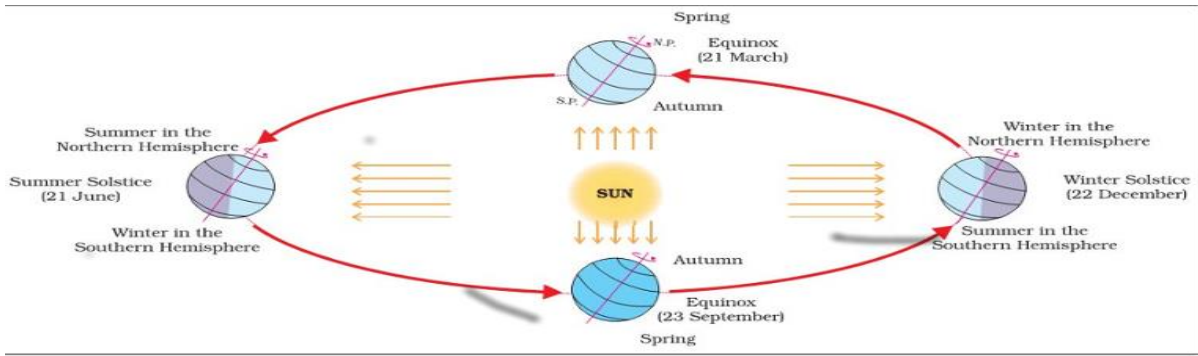 Spring
N.P.
Equinox
(21 March)
S.P.
Autumn
Summer in the
Northern Hemisphere
Summer Solstice
(21 June)
Winter in the
Southern Hemisphere
SUN
Winter in the
Northern Hemisphere
Winter Solstice
(22 December)
Summer in the
Southern Hemisphere
Autumn
Equinox
(23 September)
Spring